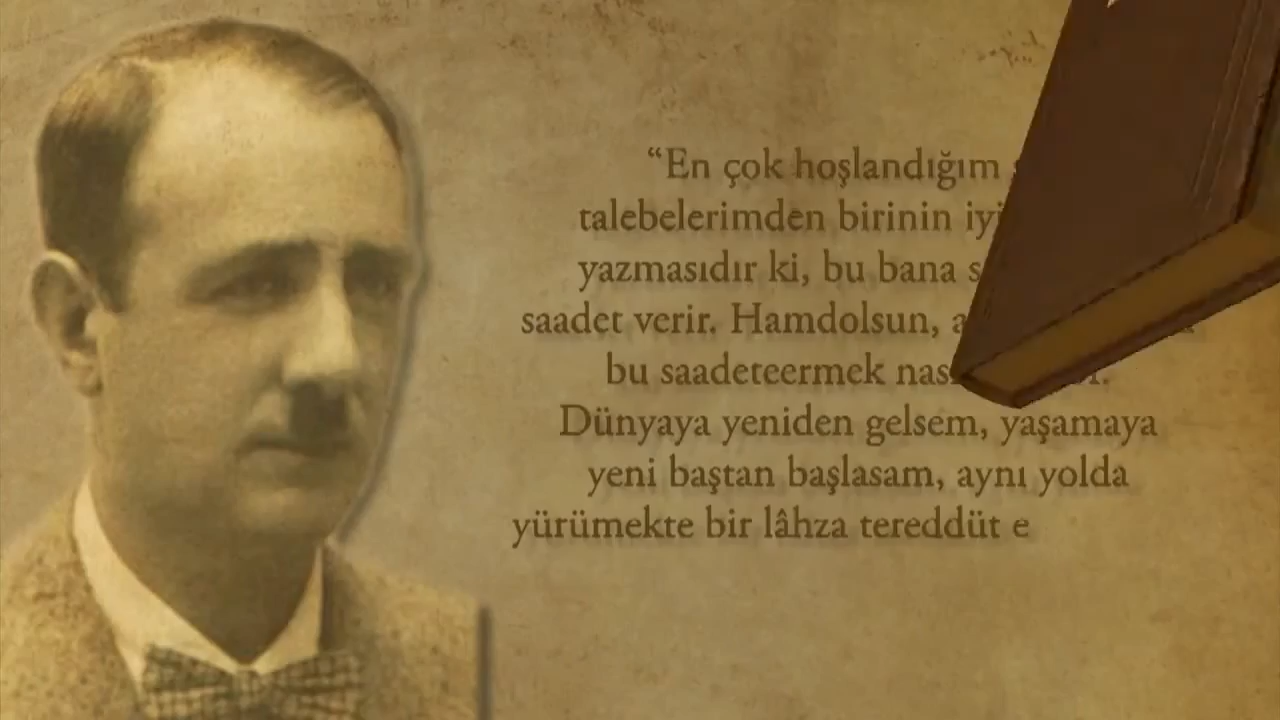 “En çok hoşlandığım
talebelerimden birinin iyi
yazmasıdır ki, bu bana
saadet verir. Hamdolsun,
bu saadeteermek
Dünyaya yeniden gelsem, yaşamaya
yeni baştan başlasam, aynı yolda
yürümekte bir lâhza tereddüt e